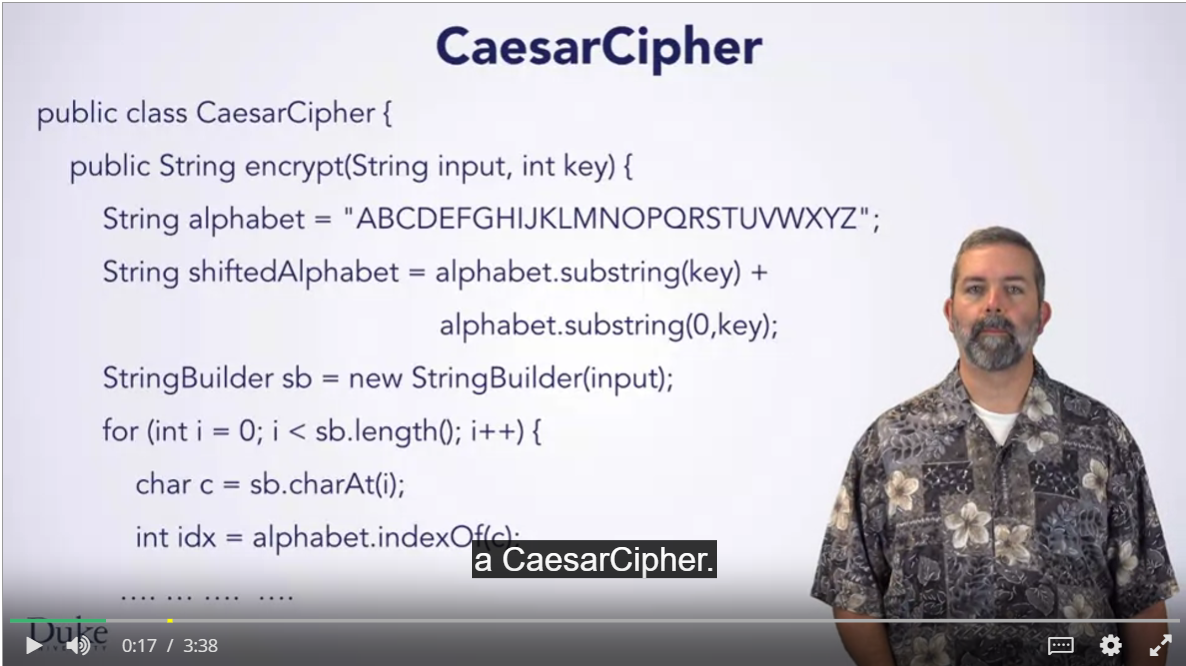 CaesarCipher
public class CaesarCipher {
public String encrypt(String input, int key) {
String alphabet = "ABCDEFGHIJKLMNOPQRSTUVWXYZ";
String shiftedAlphabet = alphabet.substring(key) +
alphabet.substring(0,key);
StringBuilder sb = new StringBuilder(input);
for (int i = 0; i < sb.length(); i++) {
char c = sb.charAt(i);
int idx = alphabet.indexOf(c);
a CaesarCipher.
.... ... .... ....
Duke
0:17 / 3:38